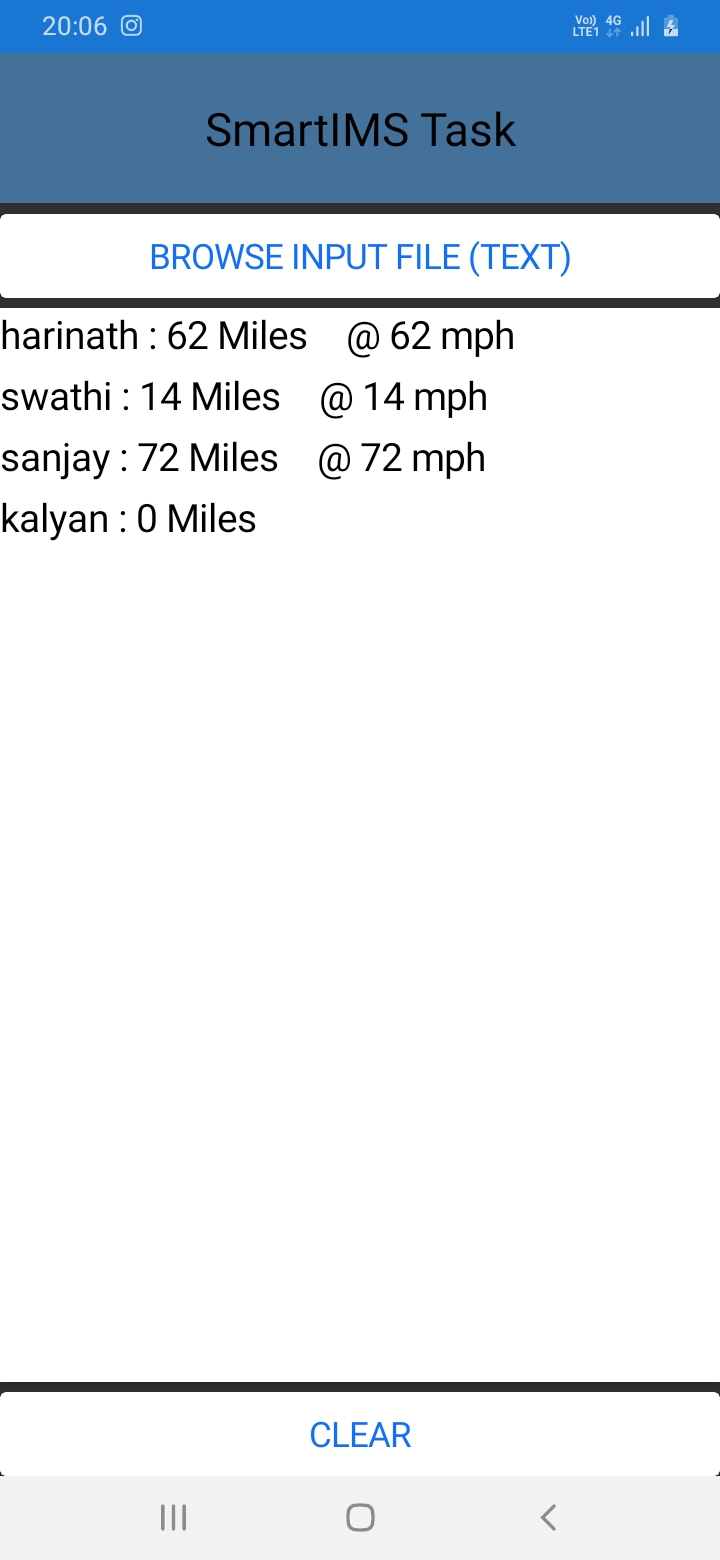 20:06 Vo)) 4G
LTE1
SmartIMS Task
BROWSE INPUT FILE (TEXT)
harinath : 62 Miles @ 62 mph
swathi : 14 Miles @ 14 mph
sanjay : 72 Miles @ 72 mph
kalyan : 0 Miles
CLEAR